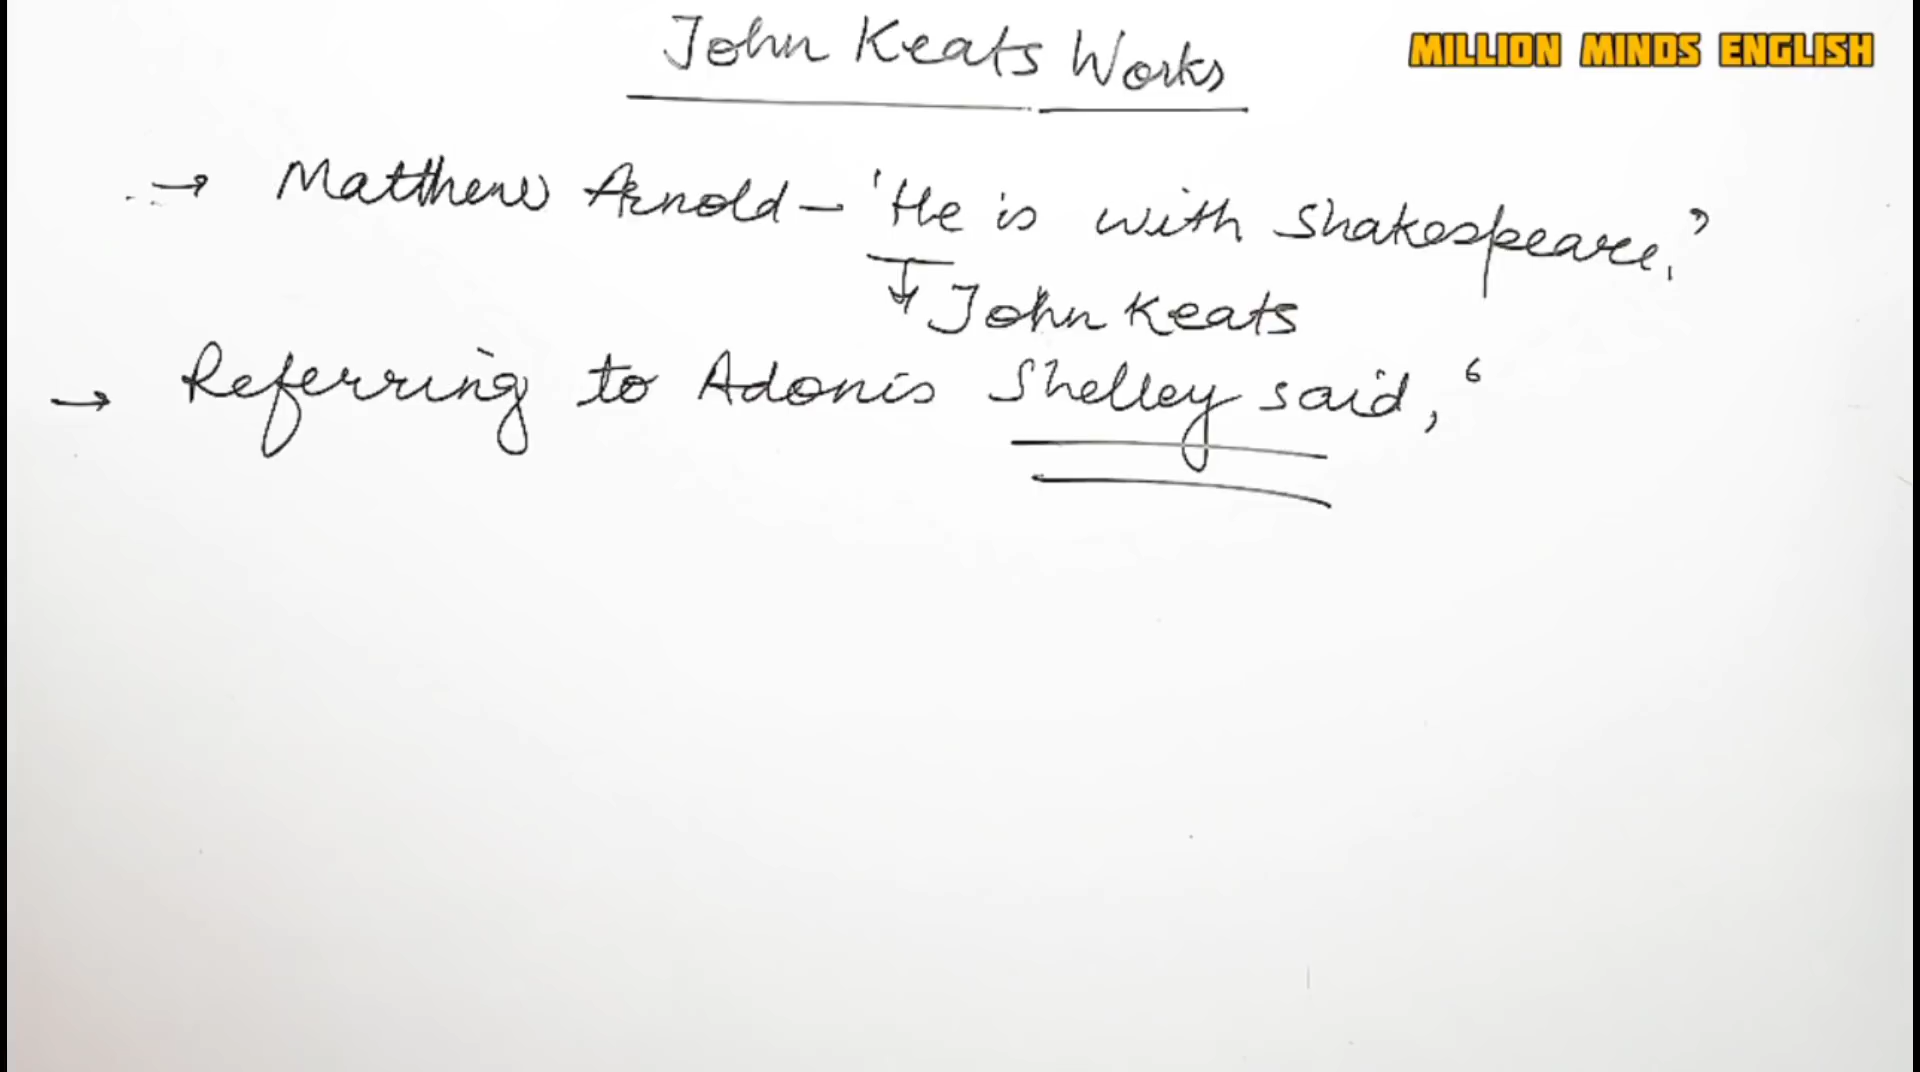 John Keats Works
MILLION MINDS ENGLISH
→ Matthew Arnold - 'He is with Shakespeare.'
John Keats
→ Referring to Adonis Shelley said, '